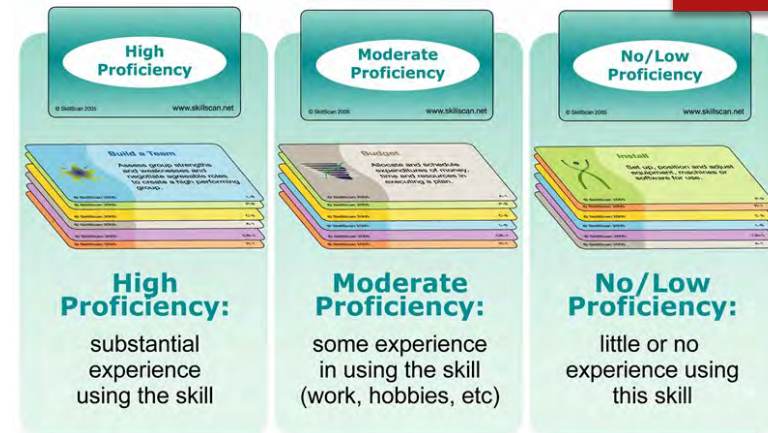 High
Proficiency
© SkillScan 2005 www.skillscan.net
Build a Team
Assess group strengths
and weaknesses and
negotiate agreeable roles
to create a high performing
group.
High
Proficiency:
substantial
experience
using the skill
Moderate
Proficiency
© SkillScan 2005 www.skillscan.net
Budget
Allocate and schedule
expenditures of money,
time and resources in
executing a plan.
Moderate
Proficiency:
some experience
in using the skill
(work, hobbies, etc)
No/Low
Proficiency
© SkillScan 2005 www.skillscan.net
Install
Set up, position and adjust
equipment, machines or
software for use.
No/Low
Proficiency:
little or no
experience using
this skill